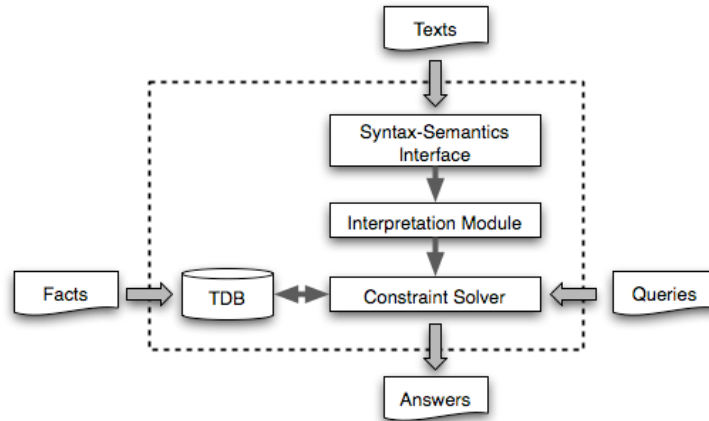 Texts
Syntax-Semantics
Interface
Interpretation Module
Facts
TDB
Constraint Solver
Queries
Answers